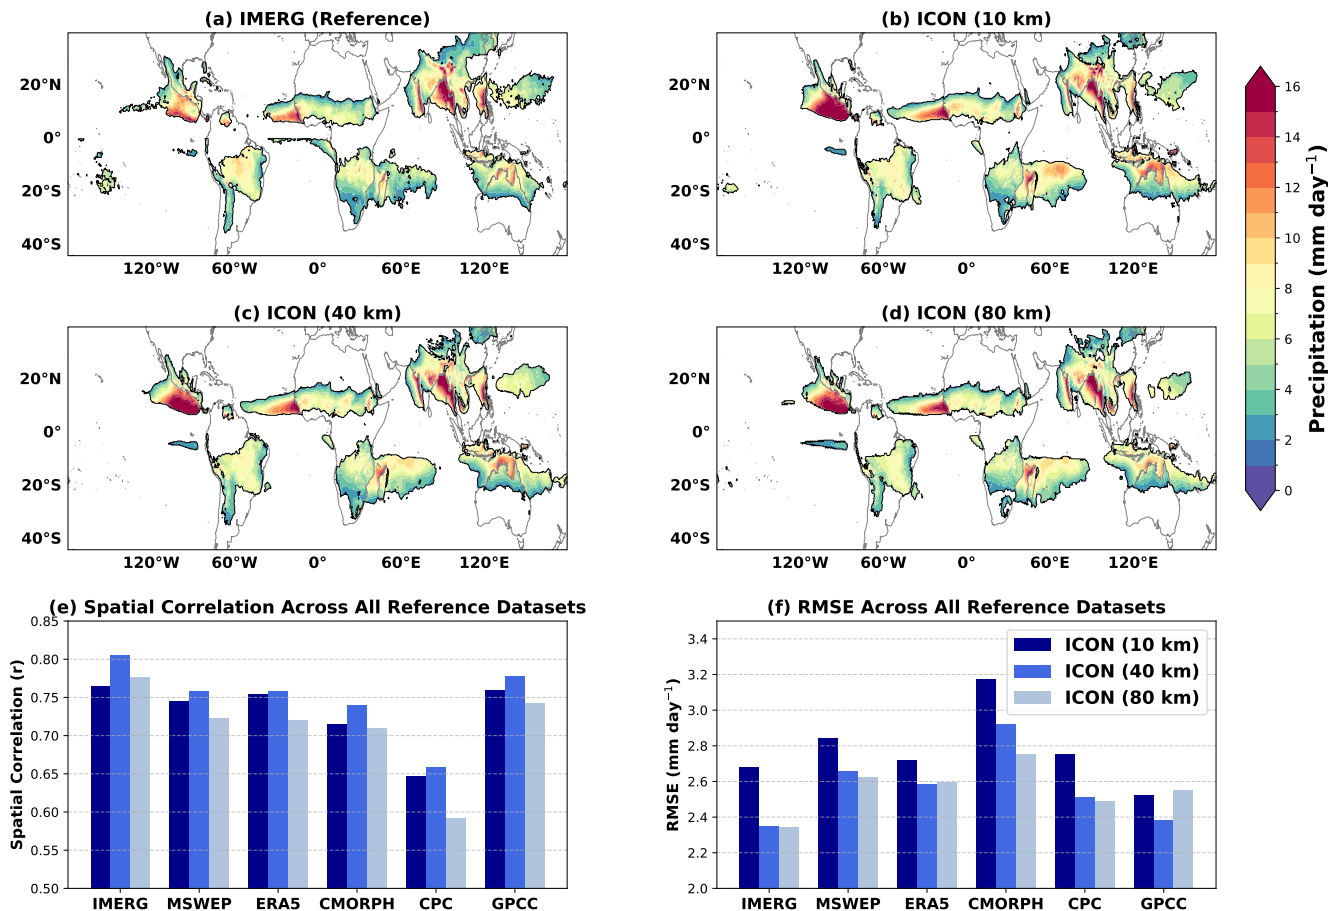 (a) IMERG (Reference)
(b) ICON (10 km)
20°N
0°
20°S
40°S
120°W 60°W 0° 60°E 120°E
20°N
0°
20°S
40°S
120°W 60°W 0° 60°E 120°E
(c) ICON (40 km)
(d) ICON (80 km)
20°N
0°
20°S
40°S
120°W 60°W 0° 60°E 120°E
20°N
0°
20°S
40°S
120°W 60°W 0° 60°E 120°E
16
14
12
10
8
6
4
2
0
Precipitation (mm day⁻¹)
(e) Spatial Correlation Across All Reference Datasets
Spatial Correlation (r)
0.85
0.80
0.75
0.70
0.65
0.60
0.55
0.50
IMERG MSWEP ERA5 CMORPH CPC GPCC
(f) RMSE Across All Reference Datasets
RMSE (mm day⁻¹)
3.4
3.2
3.0
2.8
2.6
2.4
2.2
2.0
ICON (10 km)
ICON (40 km)
ICON (80 km)
IMERG MSWEP ERA5 CMORPH CPC GPCC